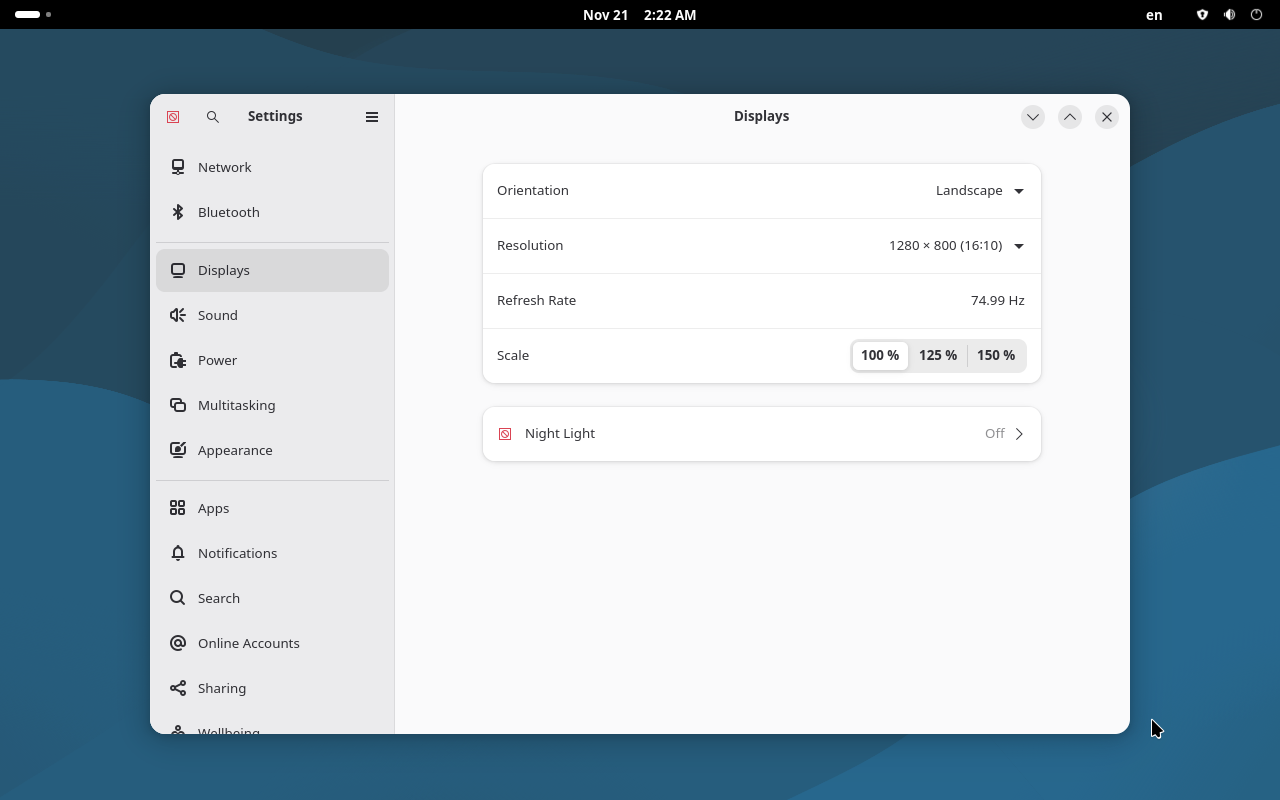 Nov 21 2:22 AM
en
Settings
Displays
Network
Bluetooth
Displays
Sound
Power
Multitasking
Appearance
Apps
Notifications
Search
Online Accounts
Sharing
Wellbeing
Orientation
Landscape
Resolution
1280 × 800 (16:10)
Refresh Rate
74.99 Hz
Scale
100 %
125 %
150 %
Night Light
Off